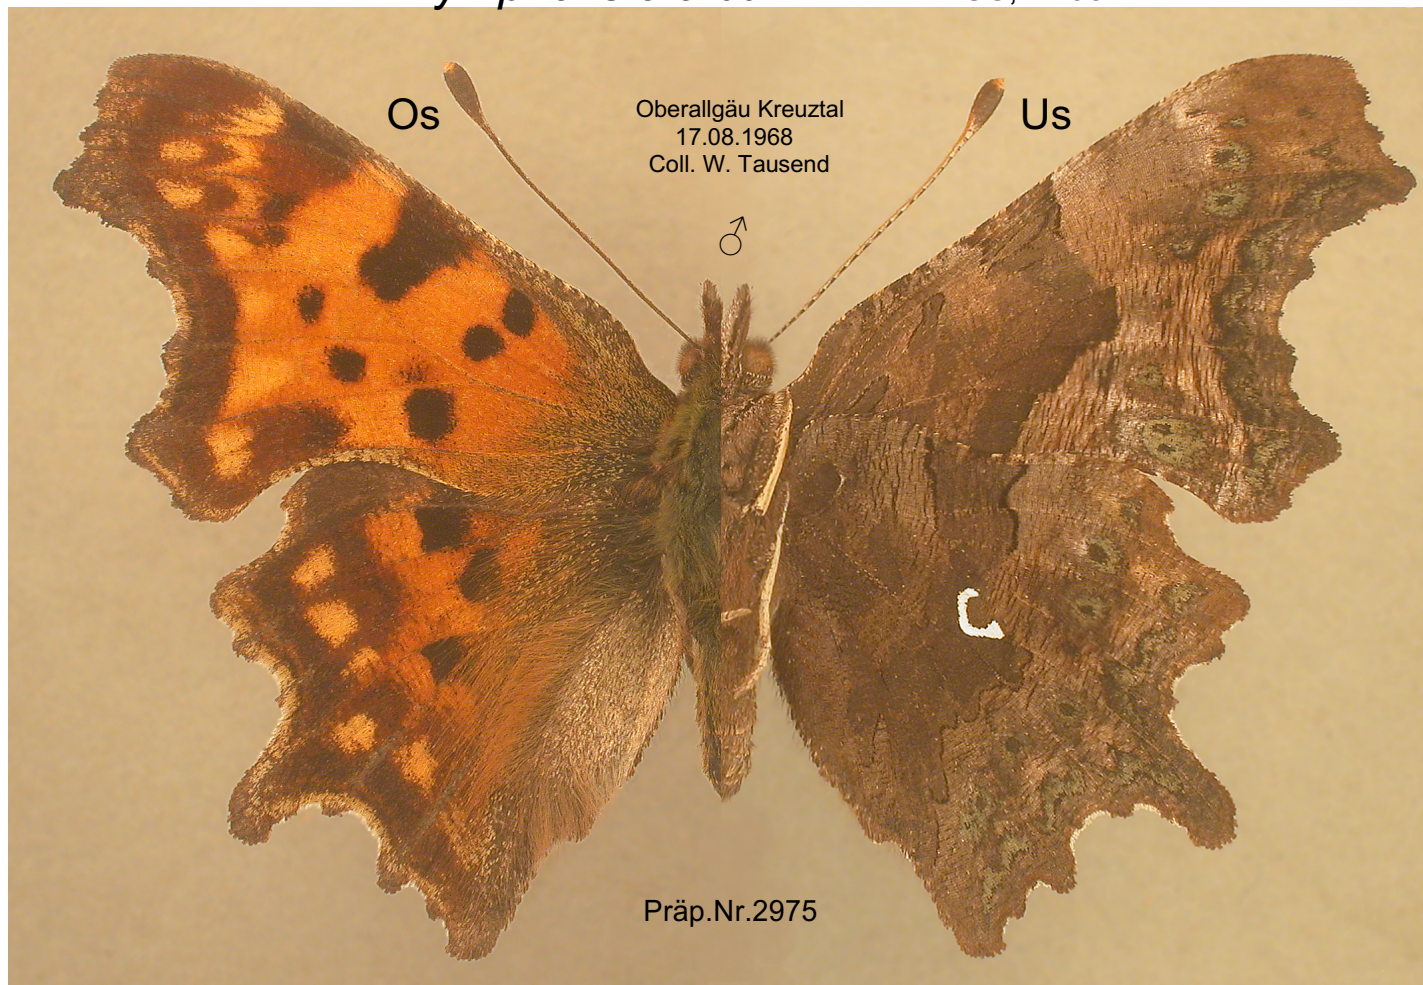 Os
Oberallgäu Kreuztal
17.08.1968
Coll. W. Tausend
♂
Us
Präp.Nr.2975